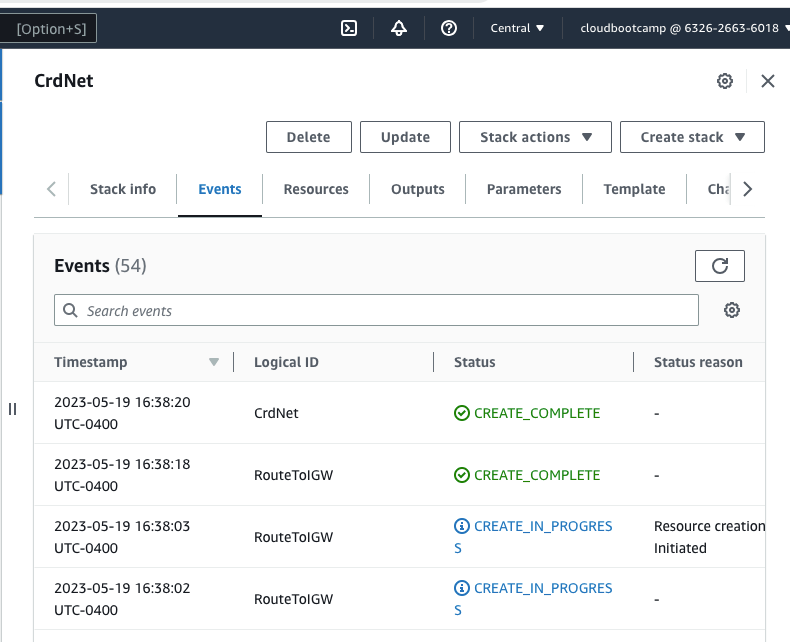 [Option+S]
Central
cloudbootcamp @ 6326-2663-6018
CrdNet
Delete
Update
Stack actions
Create stack
Stack info
Events
Resources
Outputs
Parameters
Template
Events (54)
Search events
Timestamp
Logical ID
Status
Status reason
2023-05-19 16:38:20
UTC-0400
CrdNet
CREATE_COMPLETE
-
2023-05-19 16:38:18
UTC-0400
RouteToIGW
CREATE_COMPLETE
-
2023-05-19 16:38:03
UTC-0400
RouteToIGW
CREATE_IN_PROGRES
S
Resource creation
Initiated
2023-05-19 16:38:02
UTC-0400
RouteToIGW
CREATE_IN_PROGRES
S
-